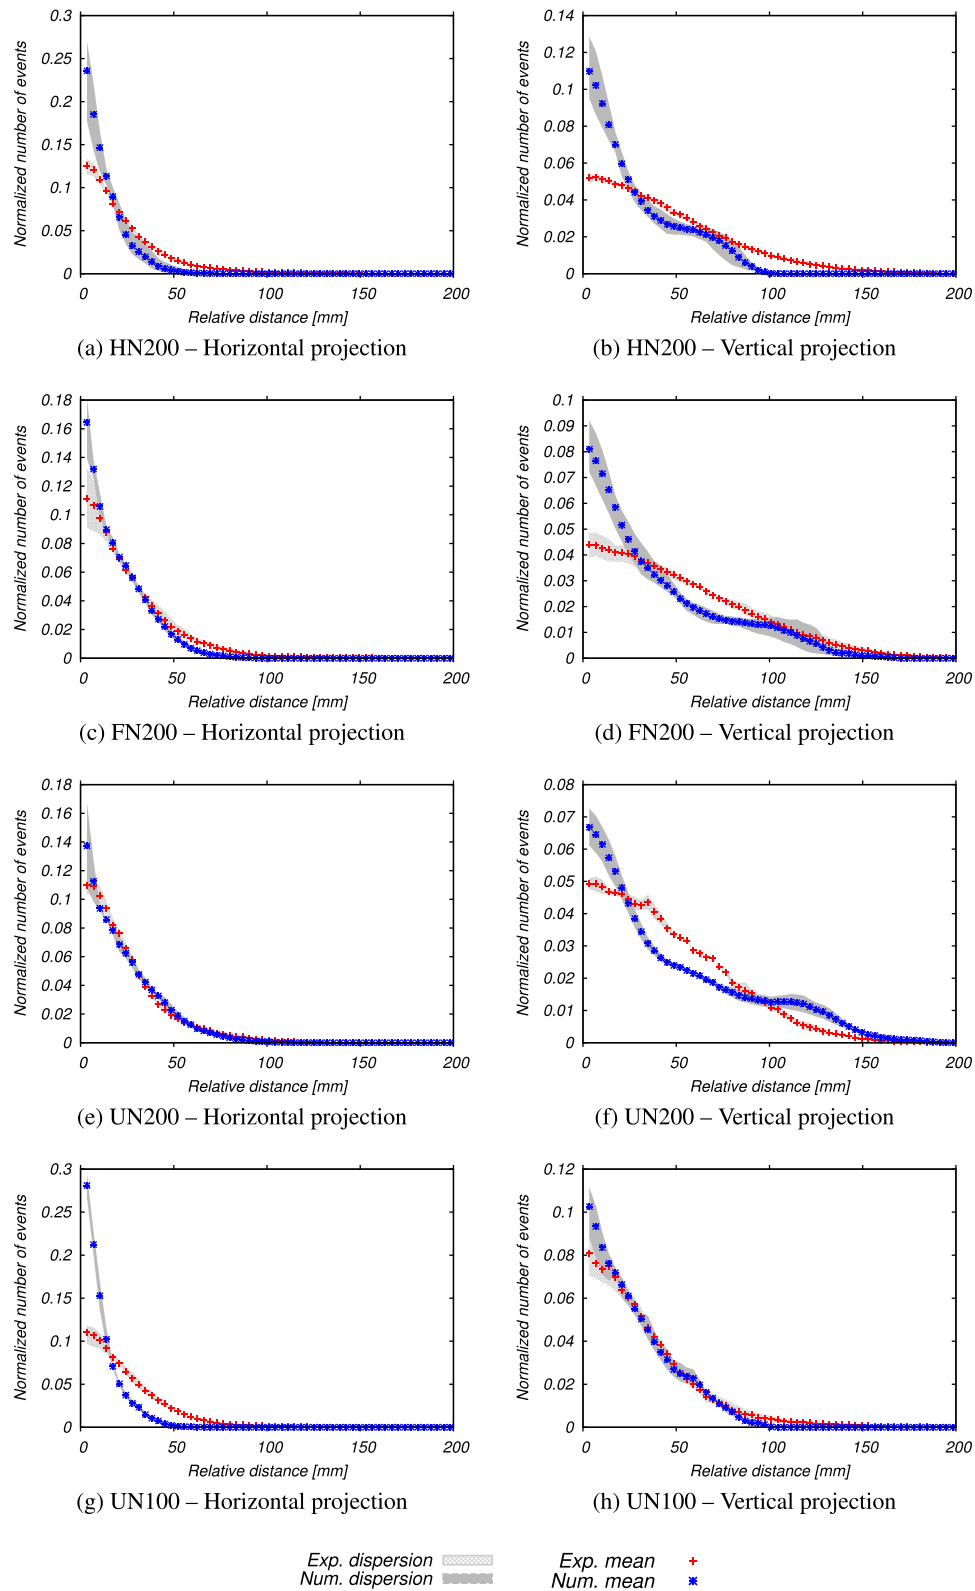 Normalized number of events
0.3
0.25
0.2
0.15
0.1
0.05
0
0 50 100 150 200
Relative distance [mm]
(a) HN200 – Horizontal projection
Normalized number of events
0.14
0.12
0.1
0.08
0.06
0.04
0.02
0
0 50 100 150 200
Relative distance [mm]
(b) HN200 – Vertical projection
Normalized number of events
0.18
0.16
0.14
0.12
0.1
0.08
0.06
0.04
0.02
0
0 50 100 150 200
Relative distance [mm]
(c) FN200 – Horizontal projection
Normalized number of events
0.1
0.09
0.08
0.07
0.06
0.05
0.04
0.03
0.02
0.01
0
0 50 100 150 200
Relative distance [mm]
(d) FN200 – Vertical projection
Normalized number of events
0.18
0.16
0.14
0.12
0.1
0.08
0.06
0.04
0.02
0
0 50 100 150 200
Relative distance [mm]
(e) UN200 – Horizontal projection
Normalized number of events
0.08
0.07
0.06
0.05
0.04
0.03
0.02
0.01
0
0 50 100 150 200
Relative distance [mm]
(f) UN200 – Vertical projection
Normalized number of events
0.3
0.25
0.2
0.15
0.1
0.05
0
0 50 100 150 200
Relative distance [mm]
(g) UN100 – Horizontal projection
Normalized number of events
0.12
0.1
0.08
0.06
0.04
0.02
0
0 50 100 150 200
Relative distance [mm]
(h) UN100 – Vertical projection
Exp. dispersion
Num. dispersion
Exp. mean
Num. mean